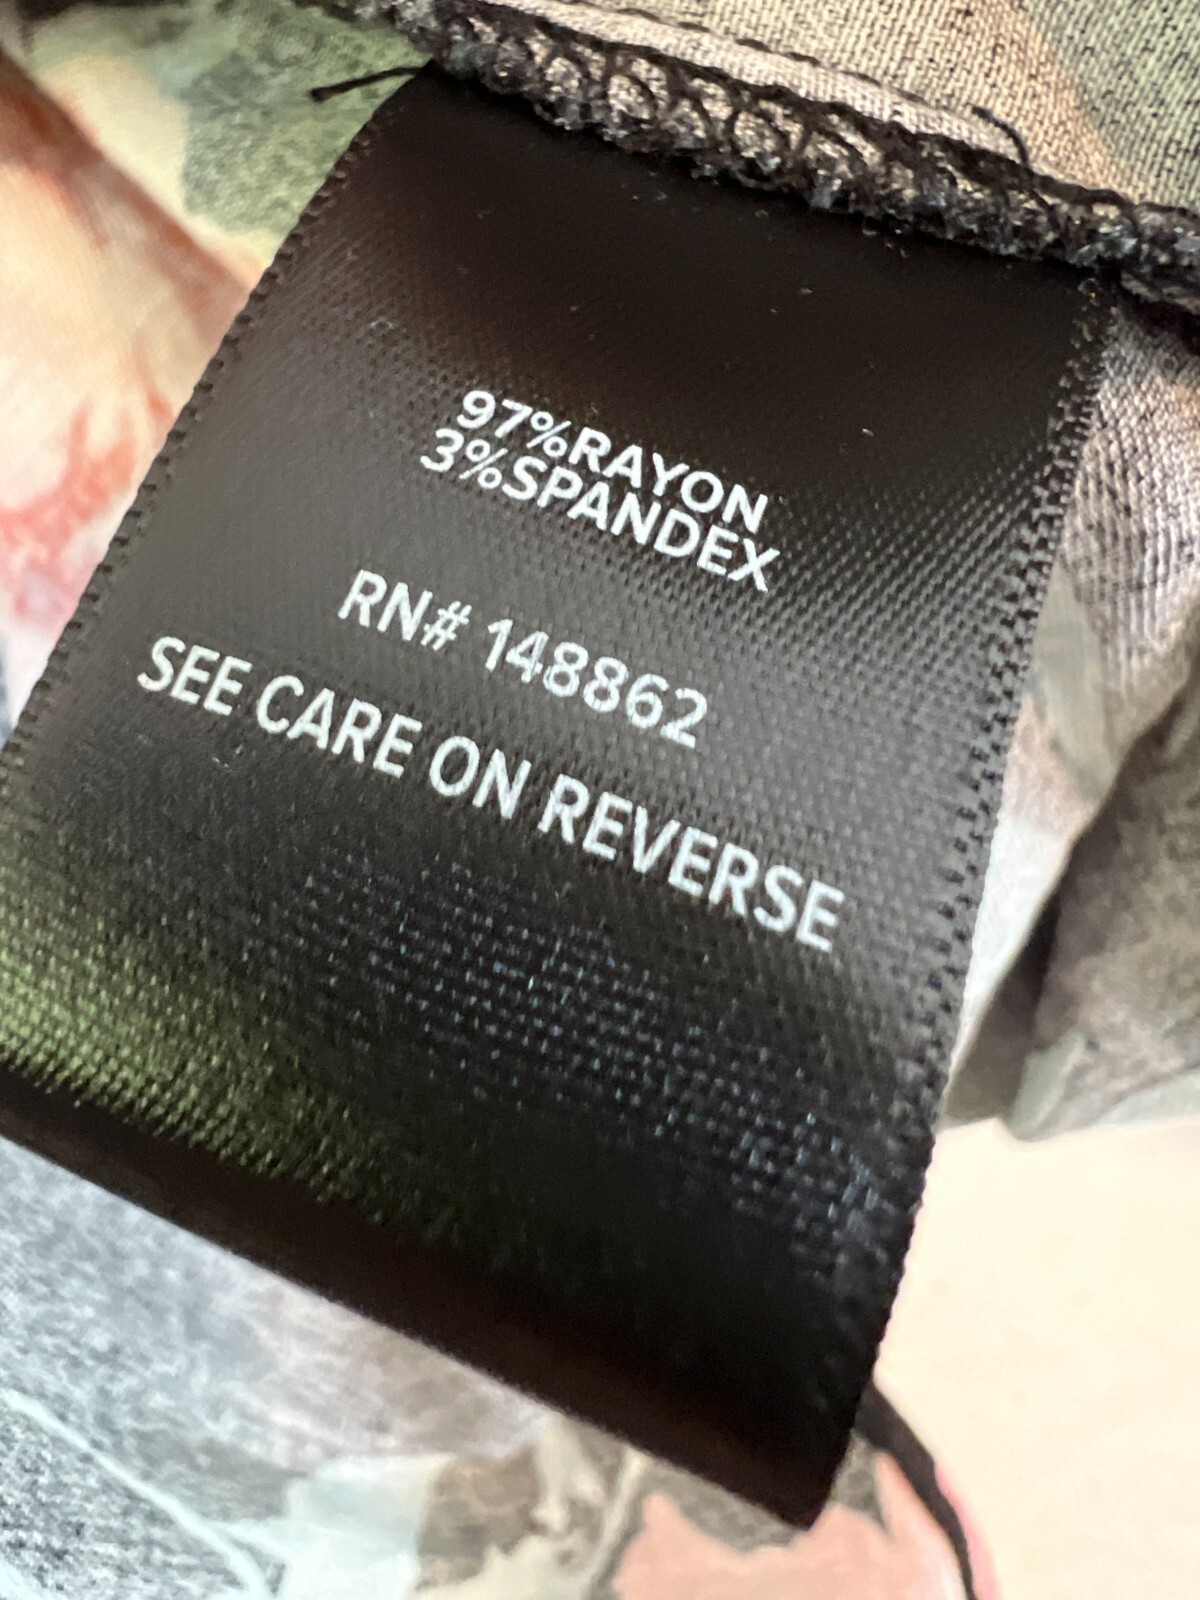 97%RAYON
3%SPANDEX
RN# 148862
SEE CARE ON REVERSE